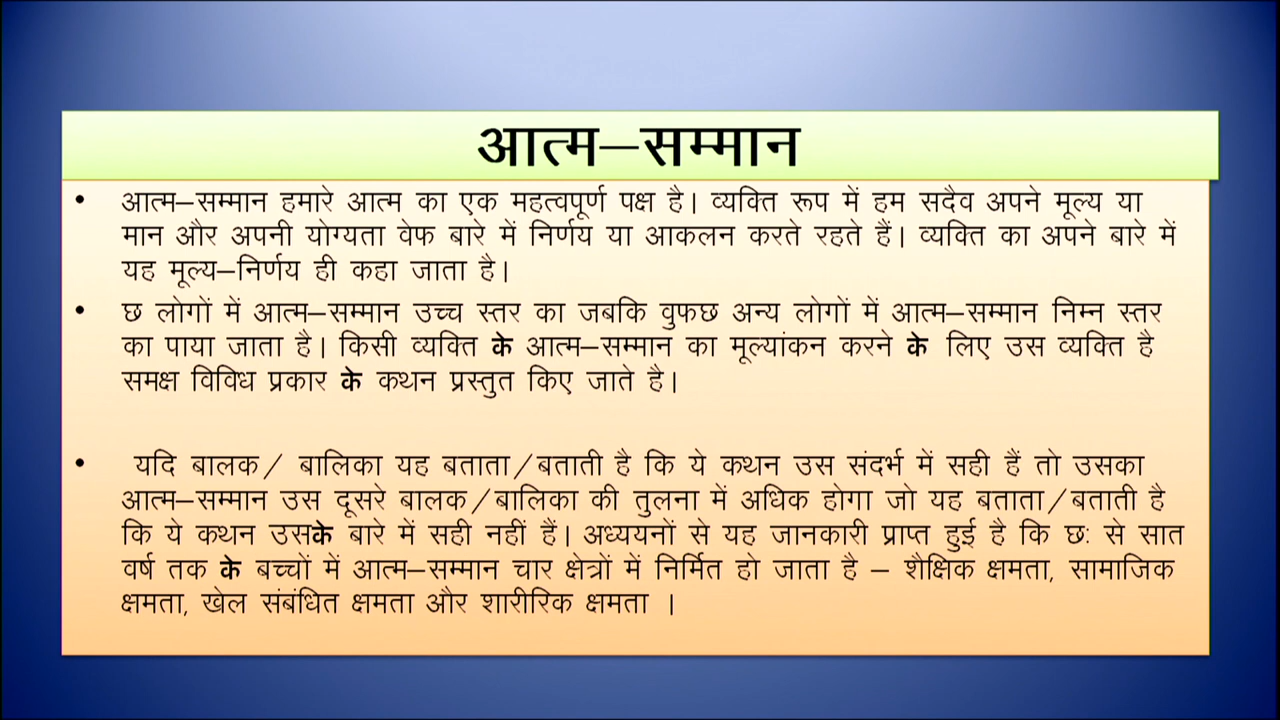 आत्म–सम्मान
• आत्म–सम्मान हमारे आत्म का एक महत्वपूर्ण पक्ष है। व्यक्ति रूप में हम सदैव अपने मूल्य या
मान और अपनी योग्यता वेफ बारे में निर्णय या आकलन करते रहते हैं। व्यक्ति का अपने बारे में
यह मूल्य–निर्णय ही कहा जाता है।
• छ लोगों में आत्म–सम्मान उच्च स्तर का जबकि वुफछ अन्य लोगों में आत्म–सम्मान निम्न स्तर
का पाया जाता है। किसी व्यक्ति के आत्म–सम्मान का मूल्यांकन करने के लिए उस व्यक्ति है
समक्ष विविध प्रकार के कथन प्रस्तुत किए जाते है।
• यदि बालक/ बालिका यह बताता/बताती है कि ये कथन उस संदर्भ में सही हैं तो उसका
आत्म–सम्मान उस दूसरे बालक/बालिका की तुलना में अधिक होगा जो यह बताता/बताती है
कि ये कथन उसके बारे में सही नहीं हैं। अध्ययनों से यह जानकारी प्राप्त हुई है कि छः से सात
वर्ष तक के बच्चों में आत्म–सम्मान चार क्षेत्रों में निर्मित हो जाता है – शैक्षिक क्षमता, सामाजिक
क्षमता, खेल संबंधित क्षमता और शारीरिक क्षमता ।